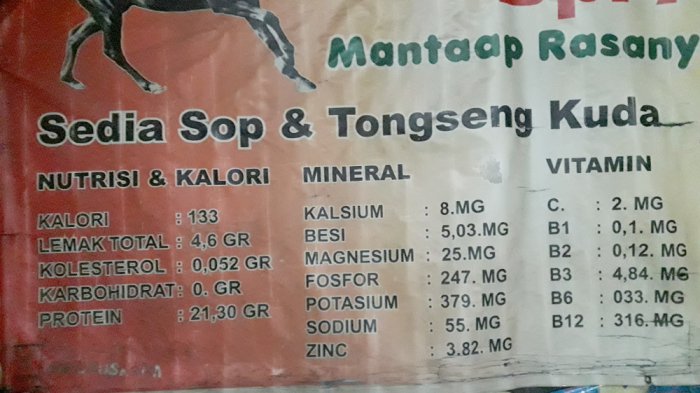 Mantaap Rasany
Sedia Sop & Tongseng Kuda
NUTRISI & KALORI
KALORI : 133
LEMAK TOTAL : 4,6 GR
KOLESTEROL : 0,052 GR
KARBOHIDRAT : 0. GR
PROTEIN : 21,30 GR
MINERAL
KALSIUM : 8.MG
BESI : 5,03.MG
MAGNESIUM : 25.MG
FOSFOR : 247. MG
POTASIUM : 379. MG
SODIUM : 55. MG
ZINC : 3.82. MG
VITAMIN
C. : 2. MG
B1 : 0,1. MG
B2 : 0,12. MG
B3 : 4,84. MG
B6 : 033. MG
B12 : 316. MG